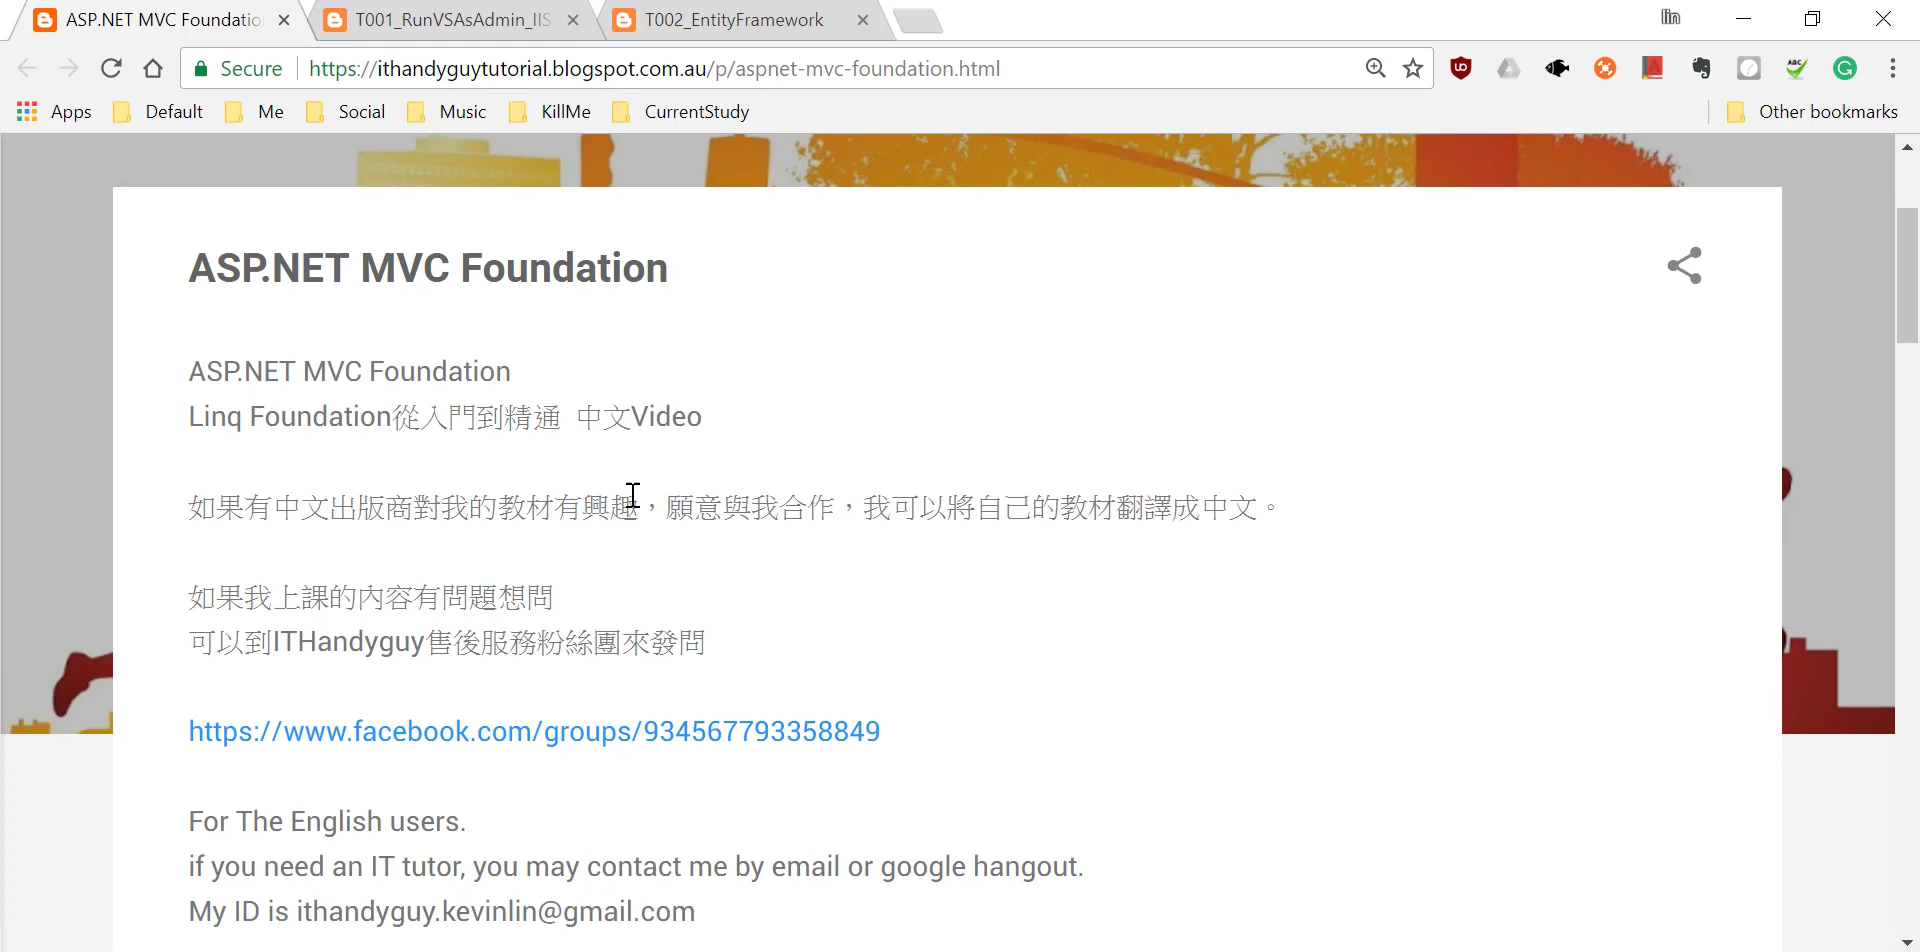 ASP.NET MVC Foundatio
T001_RunVSAsAdmin_IIS
T002_EntityFramework
lin
Secure
https://ithandyguytutorial.blogspot.com.au/p/aspnet-mvc-foundation.html
ABC
Apps
Default
Me
Social
Music
KillMe
CurrentStudy
Other bookmarks
ASP.NET MVC Foundation
ASP.NET MVC Foundation
Linq Foundation從入門到精通 中文Video
如果有中文出版商對我的教材有興趣，願意與我合作，我可以將自己的教材翻譯成中文。
如果我上課的內容有問題想問
可以到ITHandyguy售後服務粉絲團來發問
https://www.facebook.com/groups/934567793358849
For The English users.
if you need an IT tutor, you may contact me by email or google hangout.
My ID is ithandyguy.kevinlin@gmail.com